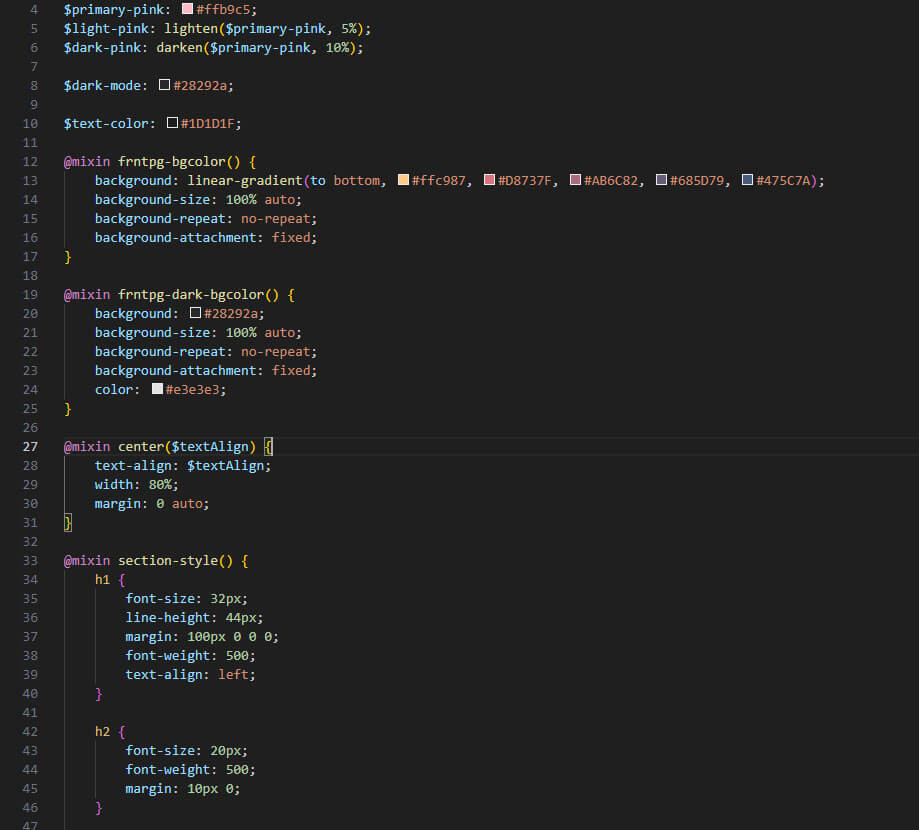 4 $primary-pink: #ffb9c5;
5 $light-pink: lighten($primary-pink, 5%);
6 $dark-pink: darken($primary-pink, 10%);
7
8 $dark-mode: #28292a;
9
10 $text-color: #1D1D1F;
11
12 @mixin frntpg-bgcolor() {
13     background: linear-gradient(to bottom, #ffc987, #D8737F, #AB6C82, #685D79, #475C7A);
14     background-size: 100% auto;
15     background-repeat: no-repeat;
16     background-attachment: fixed;
17 }
18
19 @mixin frntpg-dark-bgcolor() {
20     background: #28292a;
21     background-size: 100% auto;
22     background-repeat: no-repeat;
23     background-attachment: fixed;
24     color: #e3e3e3;
25 }
26
27 @mixin center($textAlign) {
28     text-align: $textAlign;
29     width: 80%;
30     margin: 0 auto;
31 }
32
33 @mixin section-style() {
34     h1 {
35         font-size: 32px;
36         line-height: 44px;
37         margin: 100px 0 0 0;
38         font-weight: 500;
39         text-align: left;
40     }
41
42     h2 {
43         font-size: 20px;
44         font-weight: 500;
45         margin: 10px 0;
46     }
47